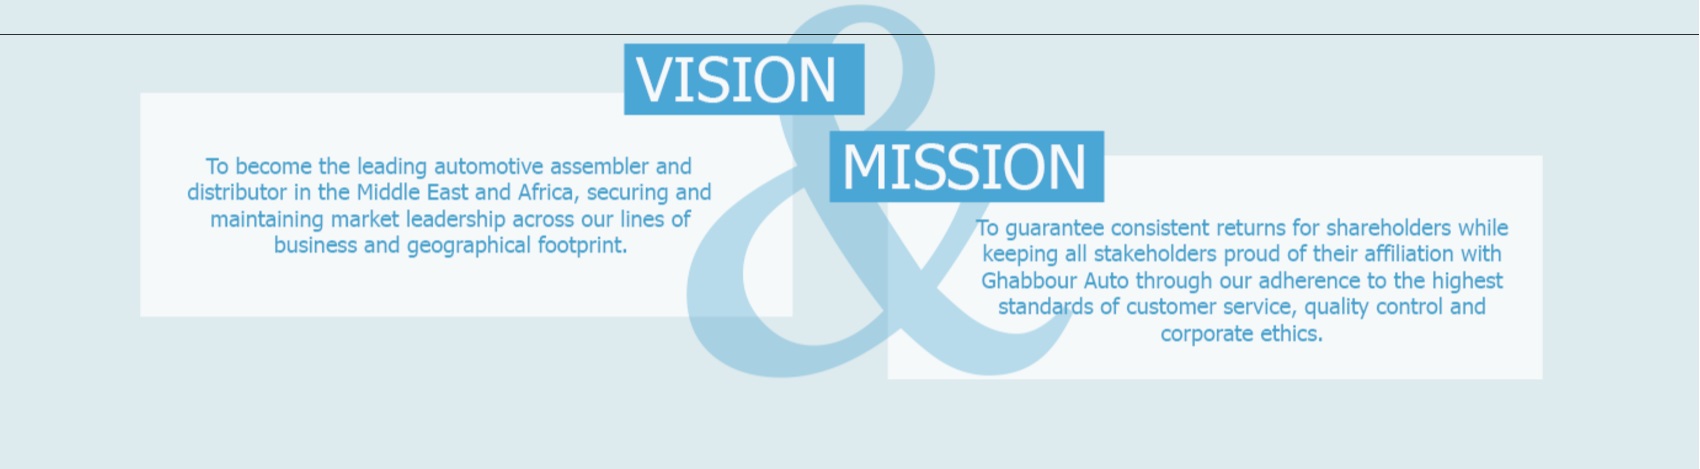 VISION
&
MISSION
To become the leading automotive assembler and
distributor in the Middle East and Africa, securing and
maintaining market leadership across our lines of
business and geographical footprint.
To guarantee consistent returns for shareholders while
keeping all stakeholders proud of their affiliation with
Ghabbour Auto through our adherence to the highest
standards of customer service, quality control and
corporate ethics.